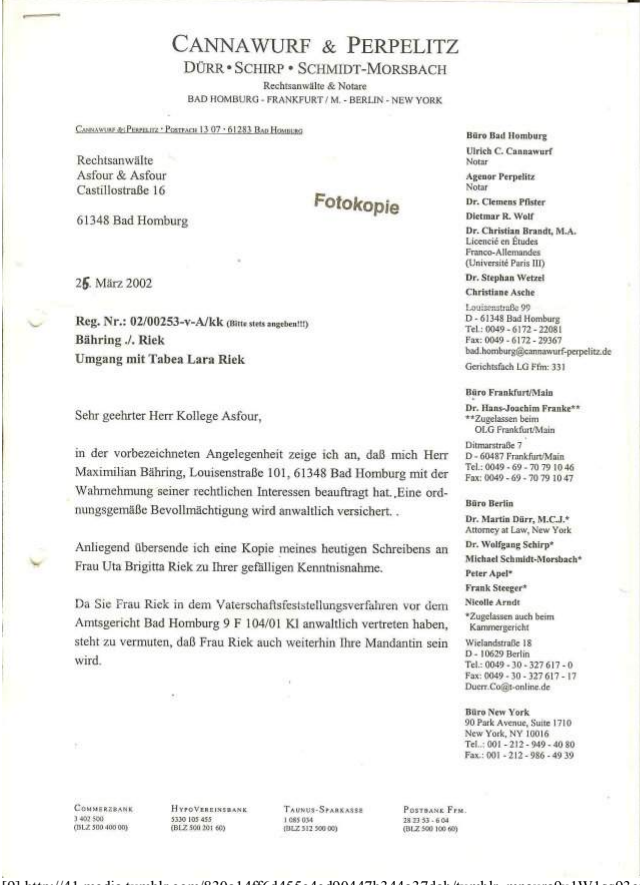 CANNAWURF & PERPELITZ
DÜRR • SCHIRP • SCHMIDT-MORSBACH
Rechtsanwälte & Notare
BAD HOMBURG - FRANKFURT / M. - BERLIN - NEW YORK
CANNAWURF & PERPELITZ · POSTFACH 13 07 · 61283 BAD HOMBURG
Rechtsanwälte
Asfour & Asfour
Castillostraße 16
61348 Bad Homburg
Fotokopie
26. März 2002
Reg. Nr.: 02/00253-v-A/kk (Bitte stets angeben!!!)
Bähring ./. Riek
Umgang mit Tabea Lara Riek
Sehr geehrter Herr Kollege Asfour,
in der vorbezeichneten Angelegenheit zeige ich an, daß mich Herr
Maximilian Bähring, Louisenstraße 101, 61348 Bad Homburg mit der
Wahrnehmung seiner rechtlichen Interessen beauftragt hat. Eine ord-
nungsgemäße Bevollmächtigung wird anwaltlich versichert. .
Anliegend übersende ich eine Kopie meines heutigen Schreibens an
Frau Uta Brigitta Riek zu Ihrer gefälligen Kenntnisnahme.
Da Sie Frau Riek in dem Vaterschaftsfeststellungsverfahren vor dem
Amtsgericht Bad Homburg 9 F 104/01 KI anwaltlich vertreten haben,
steht zu vermuten, daß Frau Riek auch weiterhin Ihre Mandantin sein
wird.
Büro Bad Homburg
Ulrich C. Cannawurf
Notar
Agenor Perpelitz
Notar
Dr. Clemens Pfister
Dietmar R. Wolf
Dr. Christian Brandt, M.A.
Licencié en Études
Franco-Allemandes
(Université Paris III)
Dr. Stephan Wetzel
Christiane Asche
Louisenstraße 99
D - 61348 Bad Homburg
Tel.: 0049 - 6172 - 22081
Fax: 0049 - 6172 - 29367
bad.homburg@cannawurf-perpelitz.de
Gerichtsfach LG Ffm: 331
Büro Frankfurt/Main
Dr. Hans-Joachim Franke**
**Zugelassen beim
OLG Frankfurt/Main
Ditmarstraße 7
D - 60487 Frankfurt/Main
Tel.: 0049 - 69 - 70 79 10 46
Fax: 0049 - 69 - 70 79 10 47
Büro Berlin
Dr. Martin Dürr, M.C.J.*
Attorney at Law, New York
Dr. Wolfgang Schirp*
Michael Schmidt-Morsbach*
Peter Apel*
Frank Steeger*
Nicolle Arndt
*Zugelassen auch beim
Kammergericht
Wielandstraße 18
D - 10629 Berlin
Tel.: 0049 - 30 - 327 617 - 0
Fax: 0049 - 30 - 327 617 - 17
Duerr.Co@t-online.de
Büro New York
90 Park Avenue, Suite 1710
New York, NY 10016
Tel..: 001 - 212 - 949 - 40 80
Fax.: 001 - 212 - 986 - 49 39
COMMERZBANK
3 402 500
(BLZ 500 400 00)
HYPOVEREINSBANK
5330 105 455
(BLZ 500 201 60)
TAUNUS-SPARKASSE
1 085 034
(BLZ 512 500 00)
POSTBANK FFM.
28 23 53 - 6 04
(BLZ 500 100 60)